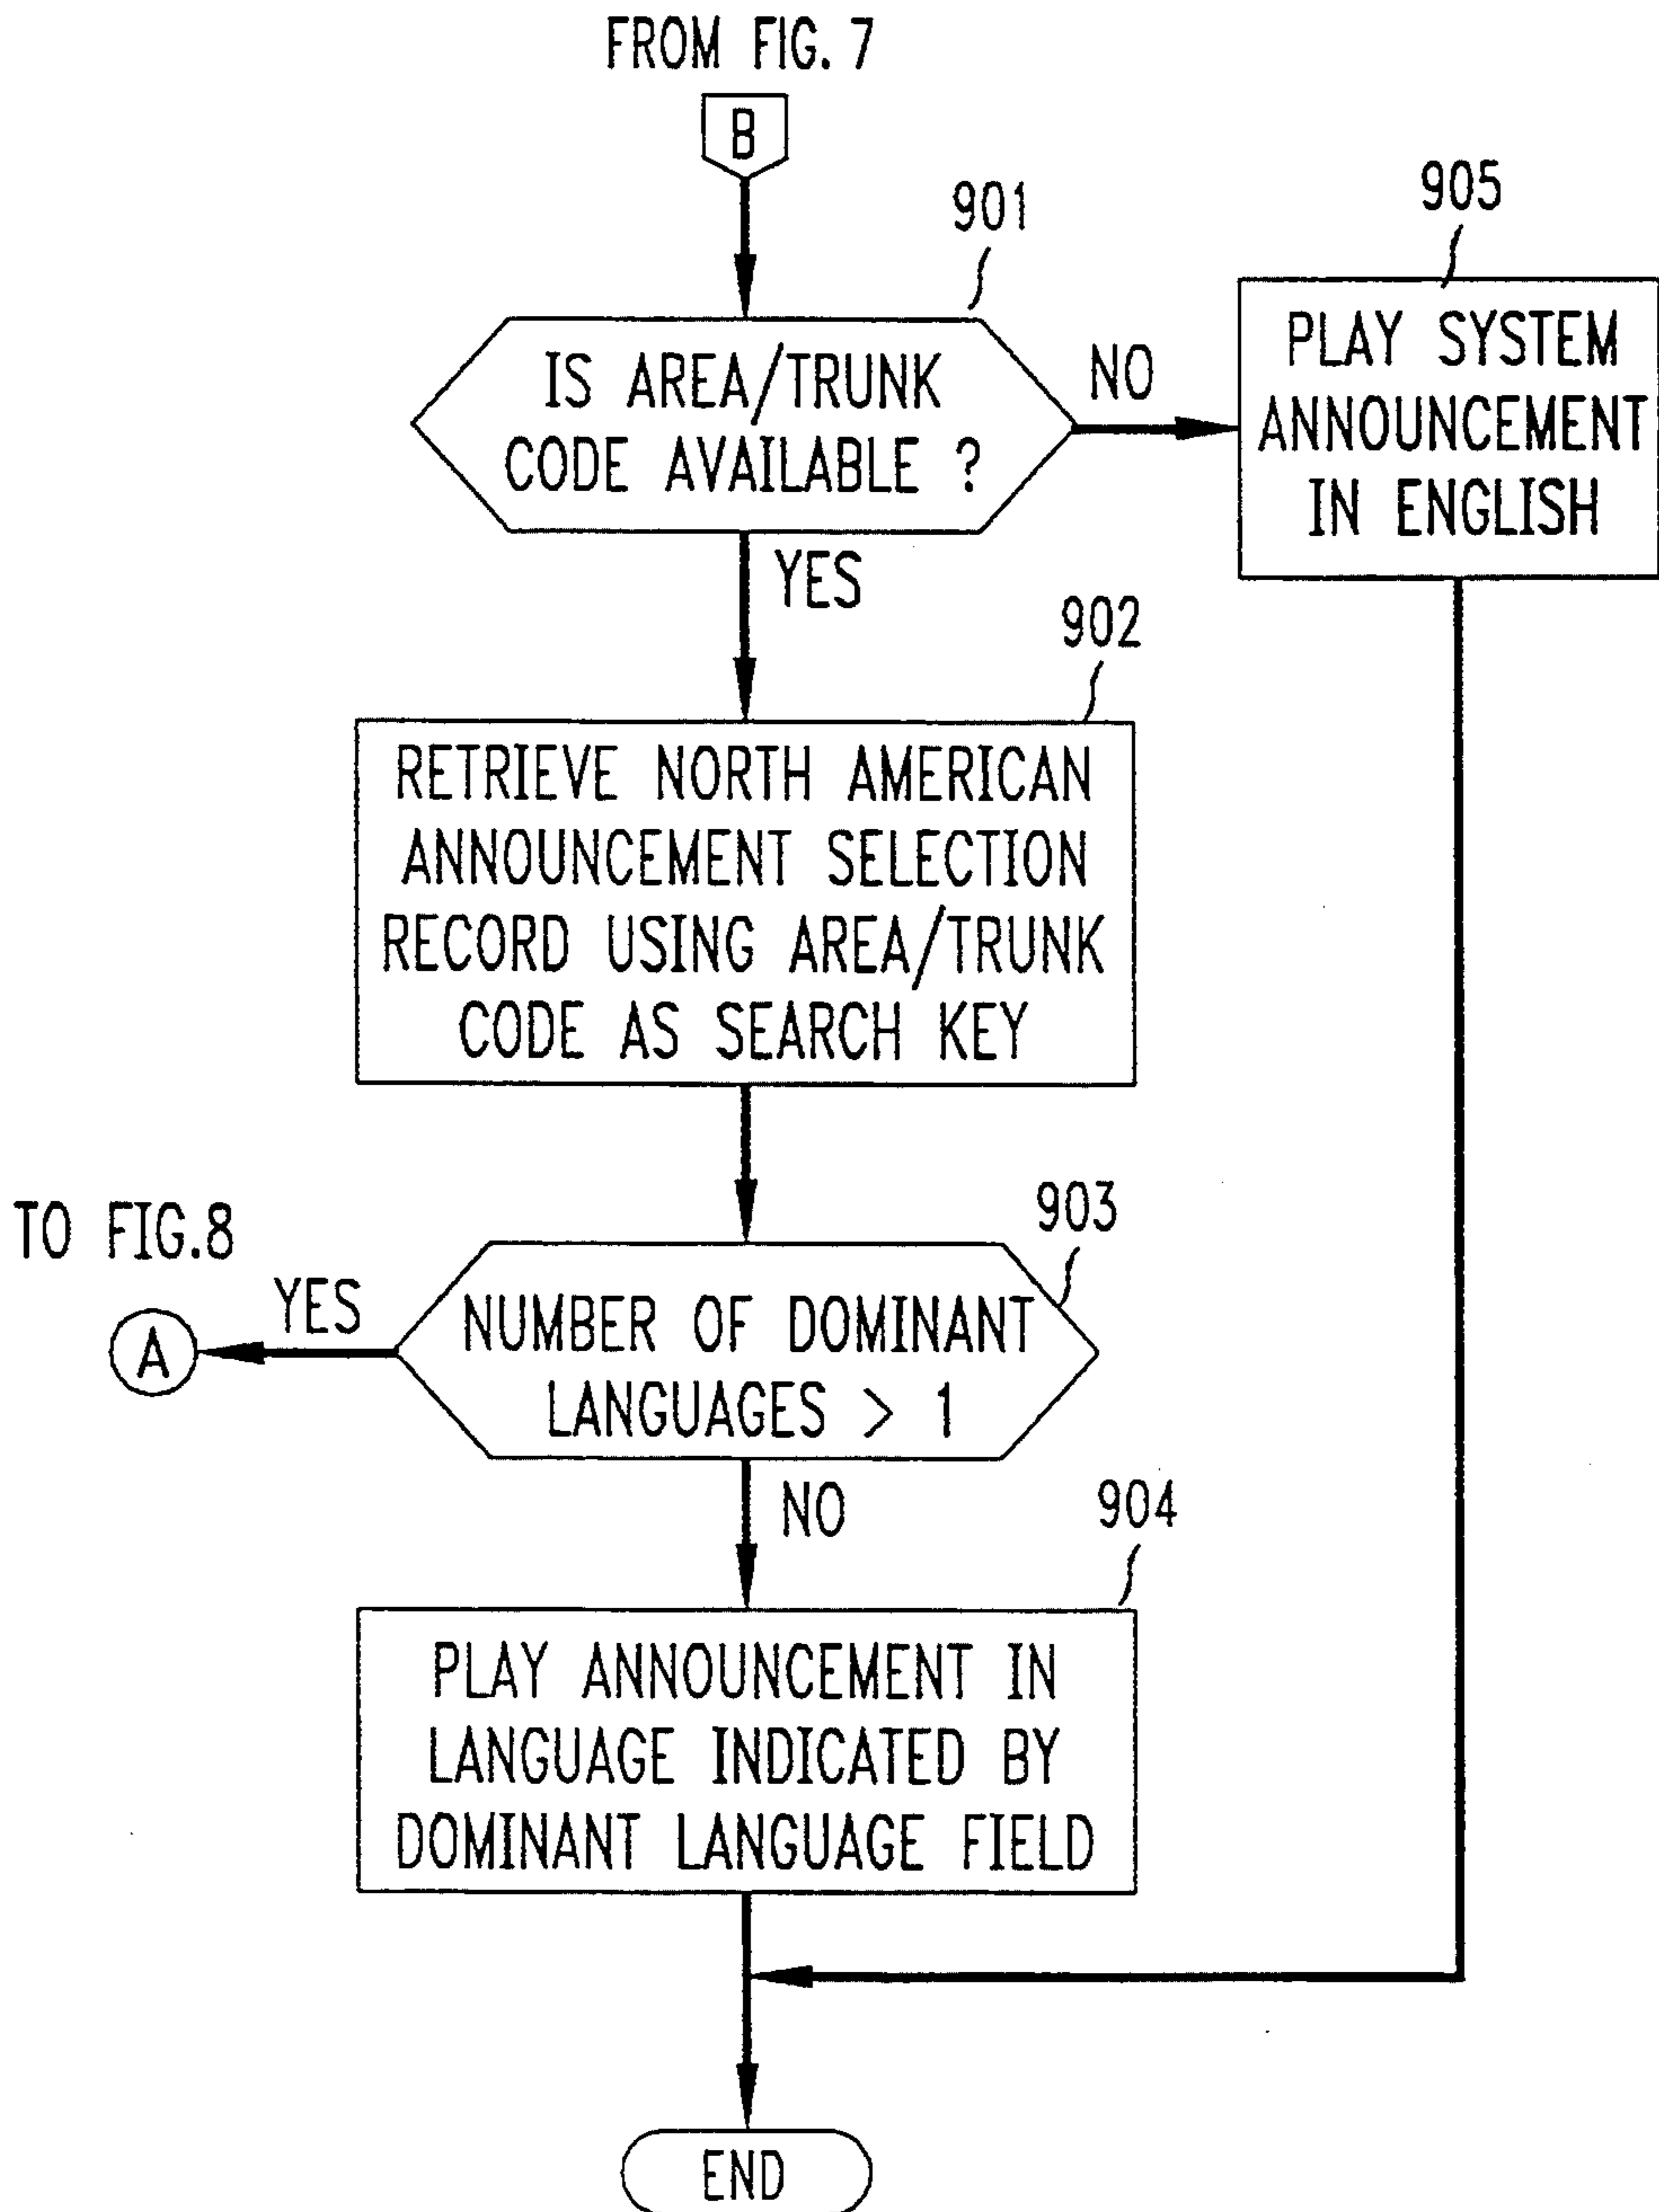 FROM FIG. 7
B
901
IS AREA/TRUNK
CODE AVAILABLE ?
NO
905
PLAY SYSTEM
ANNOUNCEMENT
IN ENGLISH
YES
902
RETRIEVE NORTH AMERICAN
ANNOUNCEMENT SELECTION
RECORD USING AREA/TRUNK
CODE AS SEARCH KEY
TO FIG.8
A
YES
903
NUMBER OF DOMINANT
LANGUAGES > 1
NO
904
PLAY ANNOUNCEMENT IN
LANGUAGE INDICATED BY
DOMINANT LANGUAGE FIELD
END